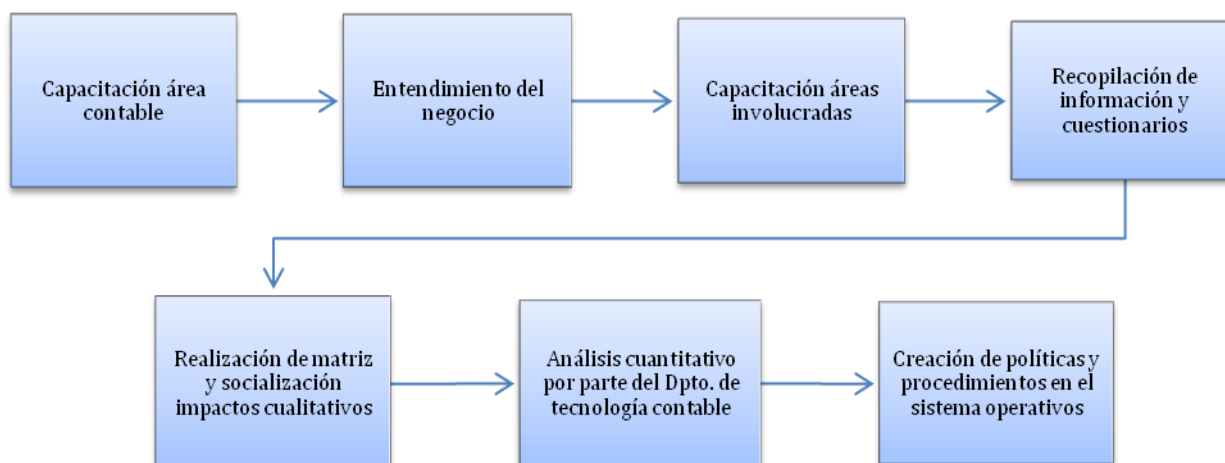 Capacitación área
contable
Entendimiento del
negocio
Capacitación áreas
involucradas
Recopilación de
información y
cuestionarios
Realización de matriz
y socialización
impactos cualitativos
Análisis cuantitativo
por parte del Dpto. de
tecnología contable
Creación de políticas y
procedimientos en el
sistema operativos